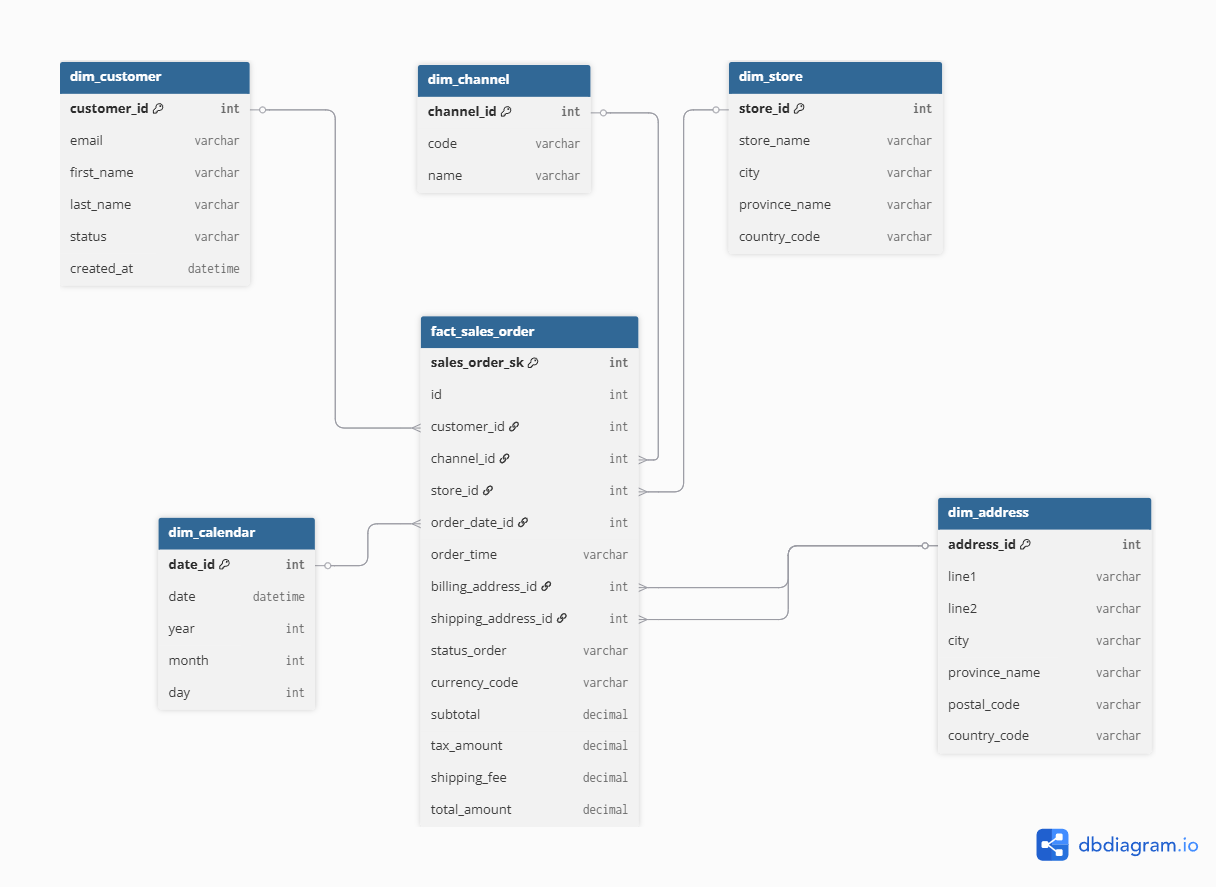 dim_customer
customer_id int
email varchar
first_name varchar
last_name varchar
status varchar
created_at datetime
dim_channel
channel_id int
code varchar
name varchar
dim_store
store_id int
store_name varchar
city varchar
province_name varchar
country_code varchar
fact_sales_order
sales_order_sk int
id int
customer_id int
channel_id int
store_id int
order_date_id int
order_time varchar
billing_address_id int
shipping_address_id int
status_order varchar
currency_code varchar
subtotal decimal
tax_amount decimal
shipping_fee decimal
total_amount decimal
dim_calendar
date_id int
date datetime
year int
month int
day int
dim_address
address_id int
line1 varchar
line2 varchar
city varchar
province_name varchar
postal_code varchar
country_code varchar
dbdiagram.io